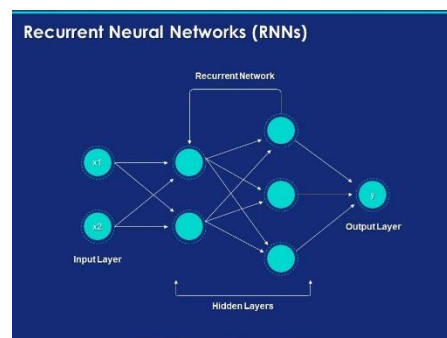 Recurrent Neural Networks (RNNs)
Recurrent Network
x1
x2
y
Input Layer
Output Layer
Hidden Layers